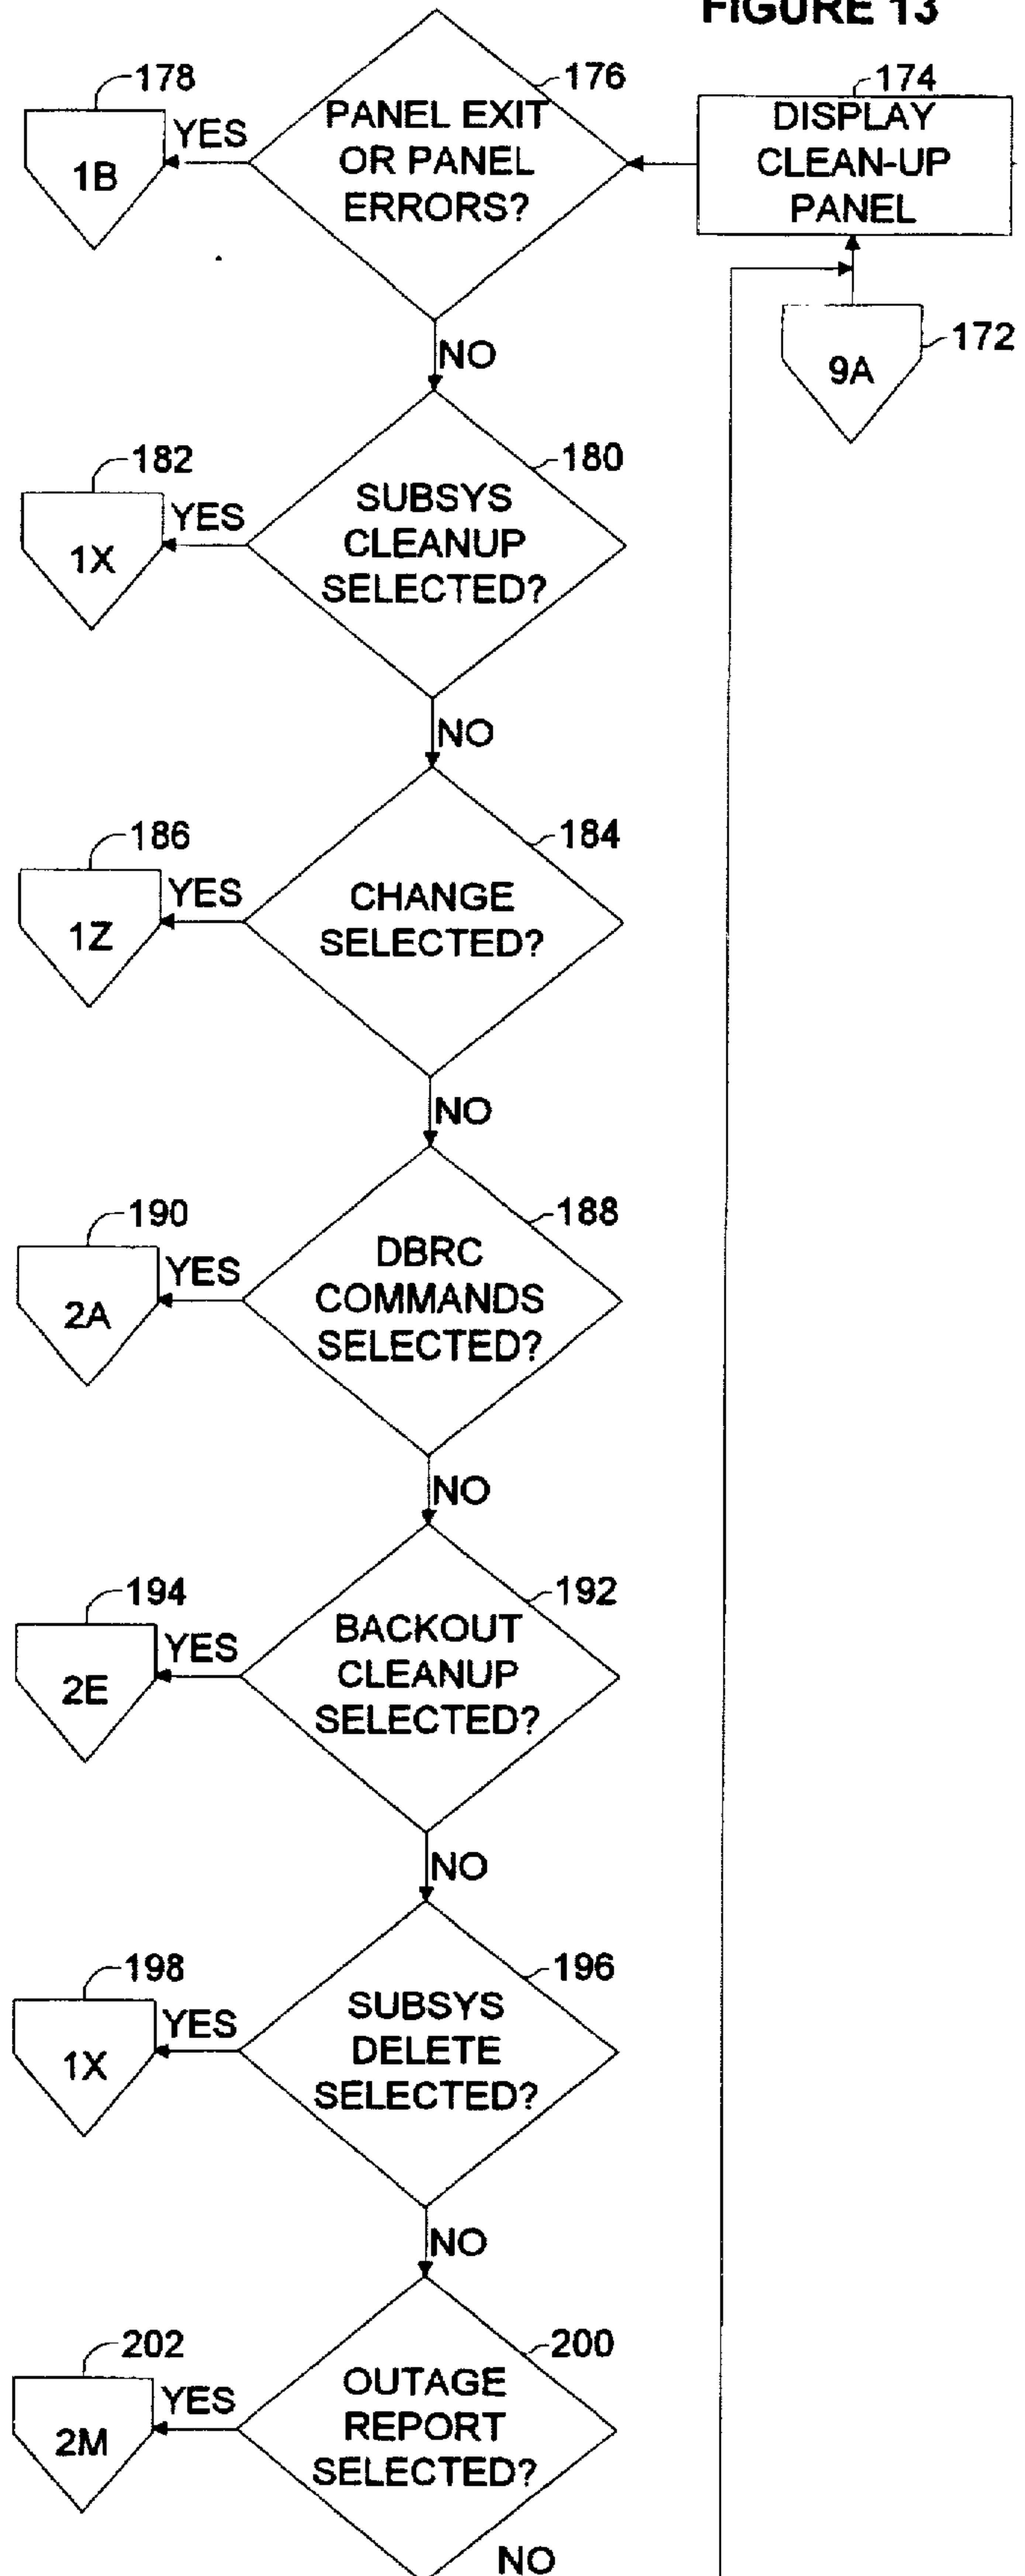 FIGURE 13
178
176
174
YES
PANEL EXIT
OR PANEL
ERRORS?
DISPLAY
CLEAN-UP
PANEL
1B
172
9A
NO
182
180
YES
SUBSYS
CLEANUP
SELECTED?
1X
NO
186
184
YES
CHANGE
SELECTED?
1Z
NO
190
188
YES
DBRC
COMMANDS
SELECTED?
2A
NO
194
192
YES
BACKOUT
CLEANUP
SELECTED?
2E
NO
198
196
YES
SUBSYS
DELETE
SELECTED?
1X
NO
202
200
YES
OUTAGE
REPORT
SELECTED?
2M
NO